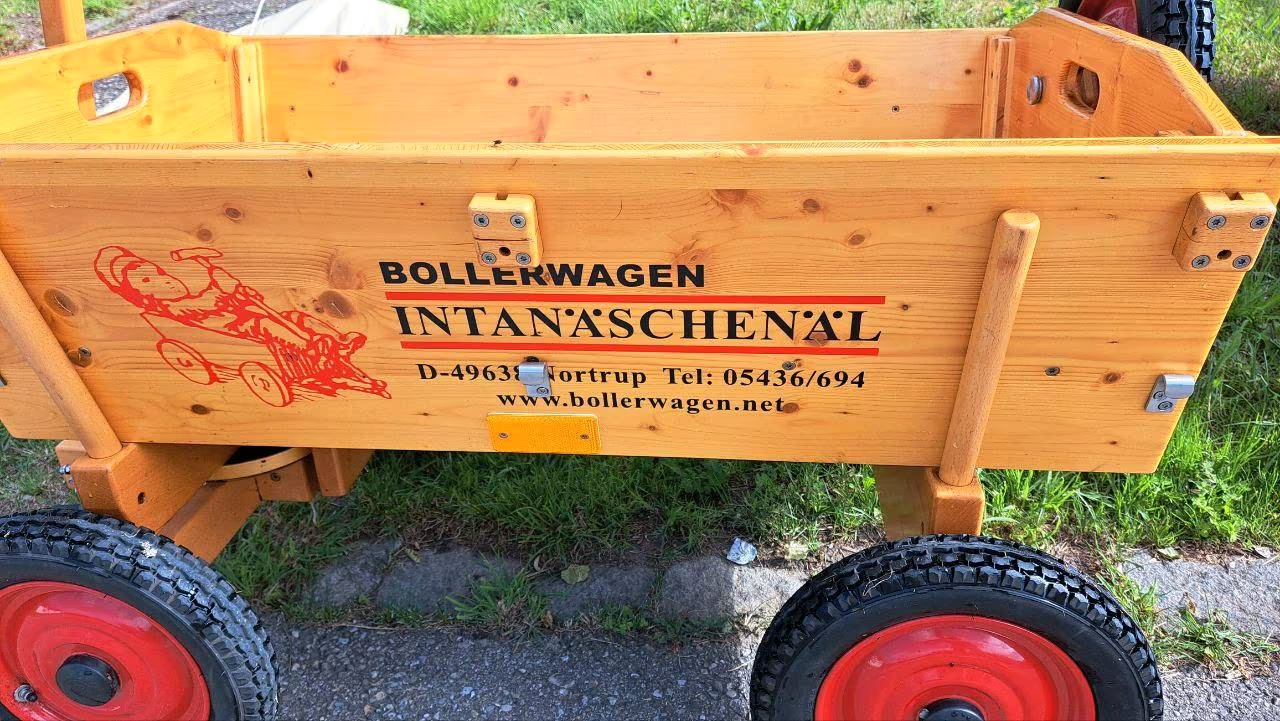 BOLLERWAGEN
INTANÄSCHENÄL
D-49638 Nortrup Tel: 05436/694
www.bollerwagen.net